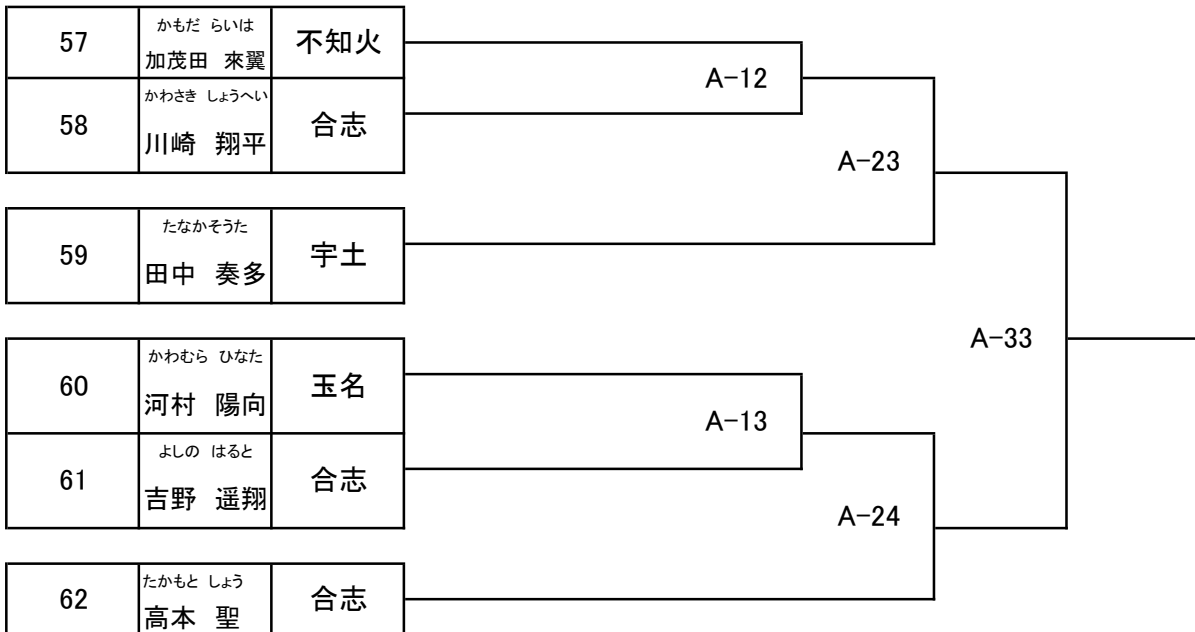 かもだ らいは
57 加茂田 來翼 不知火
A-12
かわさき しょうへい
58 川崎 翔平 合志
A-23
たなかそうた
59 田中 奏多 宇土
A-33
かわむら ひなた
60 河村 陽向 玉名
A-13
よしの はると
61 吉野 遥翔 合志
A-24
たかもと しょう
62 高本 聖 合志